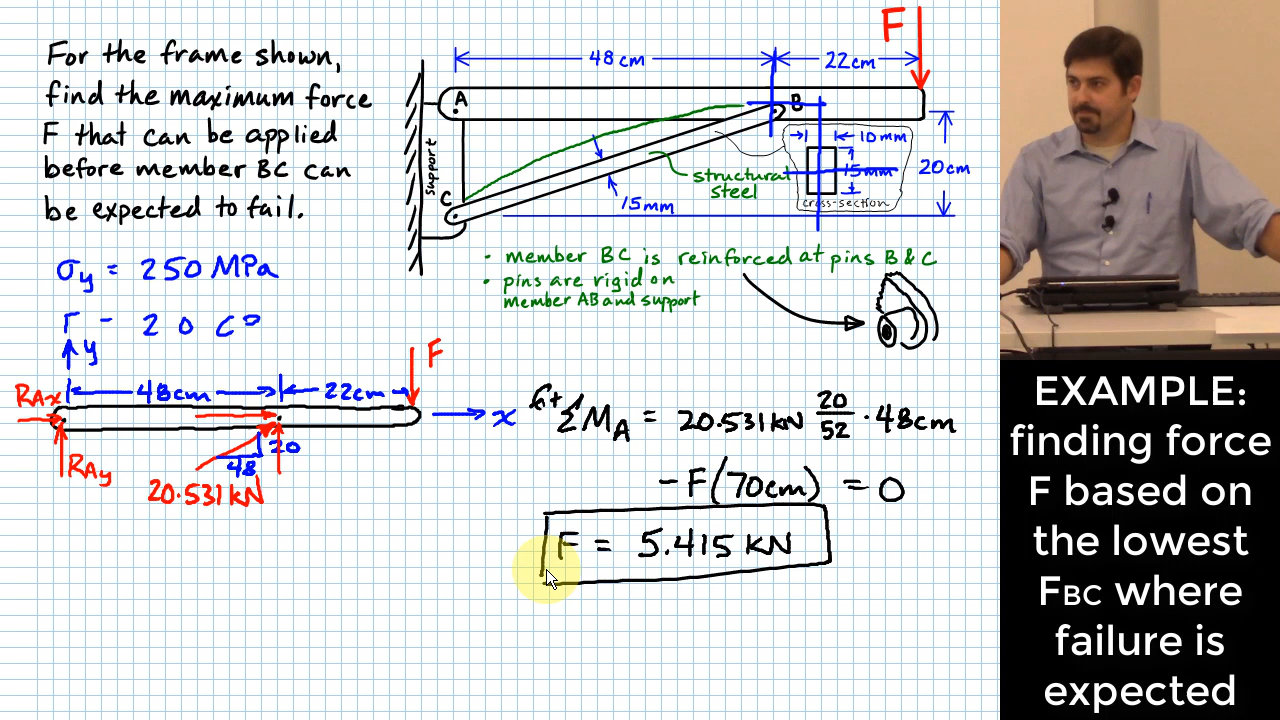 For the frame shown,
find the maximum force
F that can be applied
before member BC can
be expected to fail.
σy = 250 MPa
r - 20 C°
F
48 cm
22cm
A
B
C
support
10mm
15mm
cross-section
20cm
structural
steel
15mm
• member BC is reinforced at pins B & C
• pins are rigid on
member AB and support
y
F
48cm
22cm
RAx
x
RAy
20
48
20.531 kN
+ ΣMA = 20.531 kN 20/52 · 48cm
-F(70cm) = 0
F = 5.415 KN
EXAMPLE:
finding force
F based on
the lowest
FBC where
failure is
expected